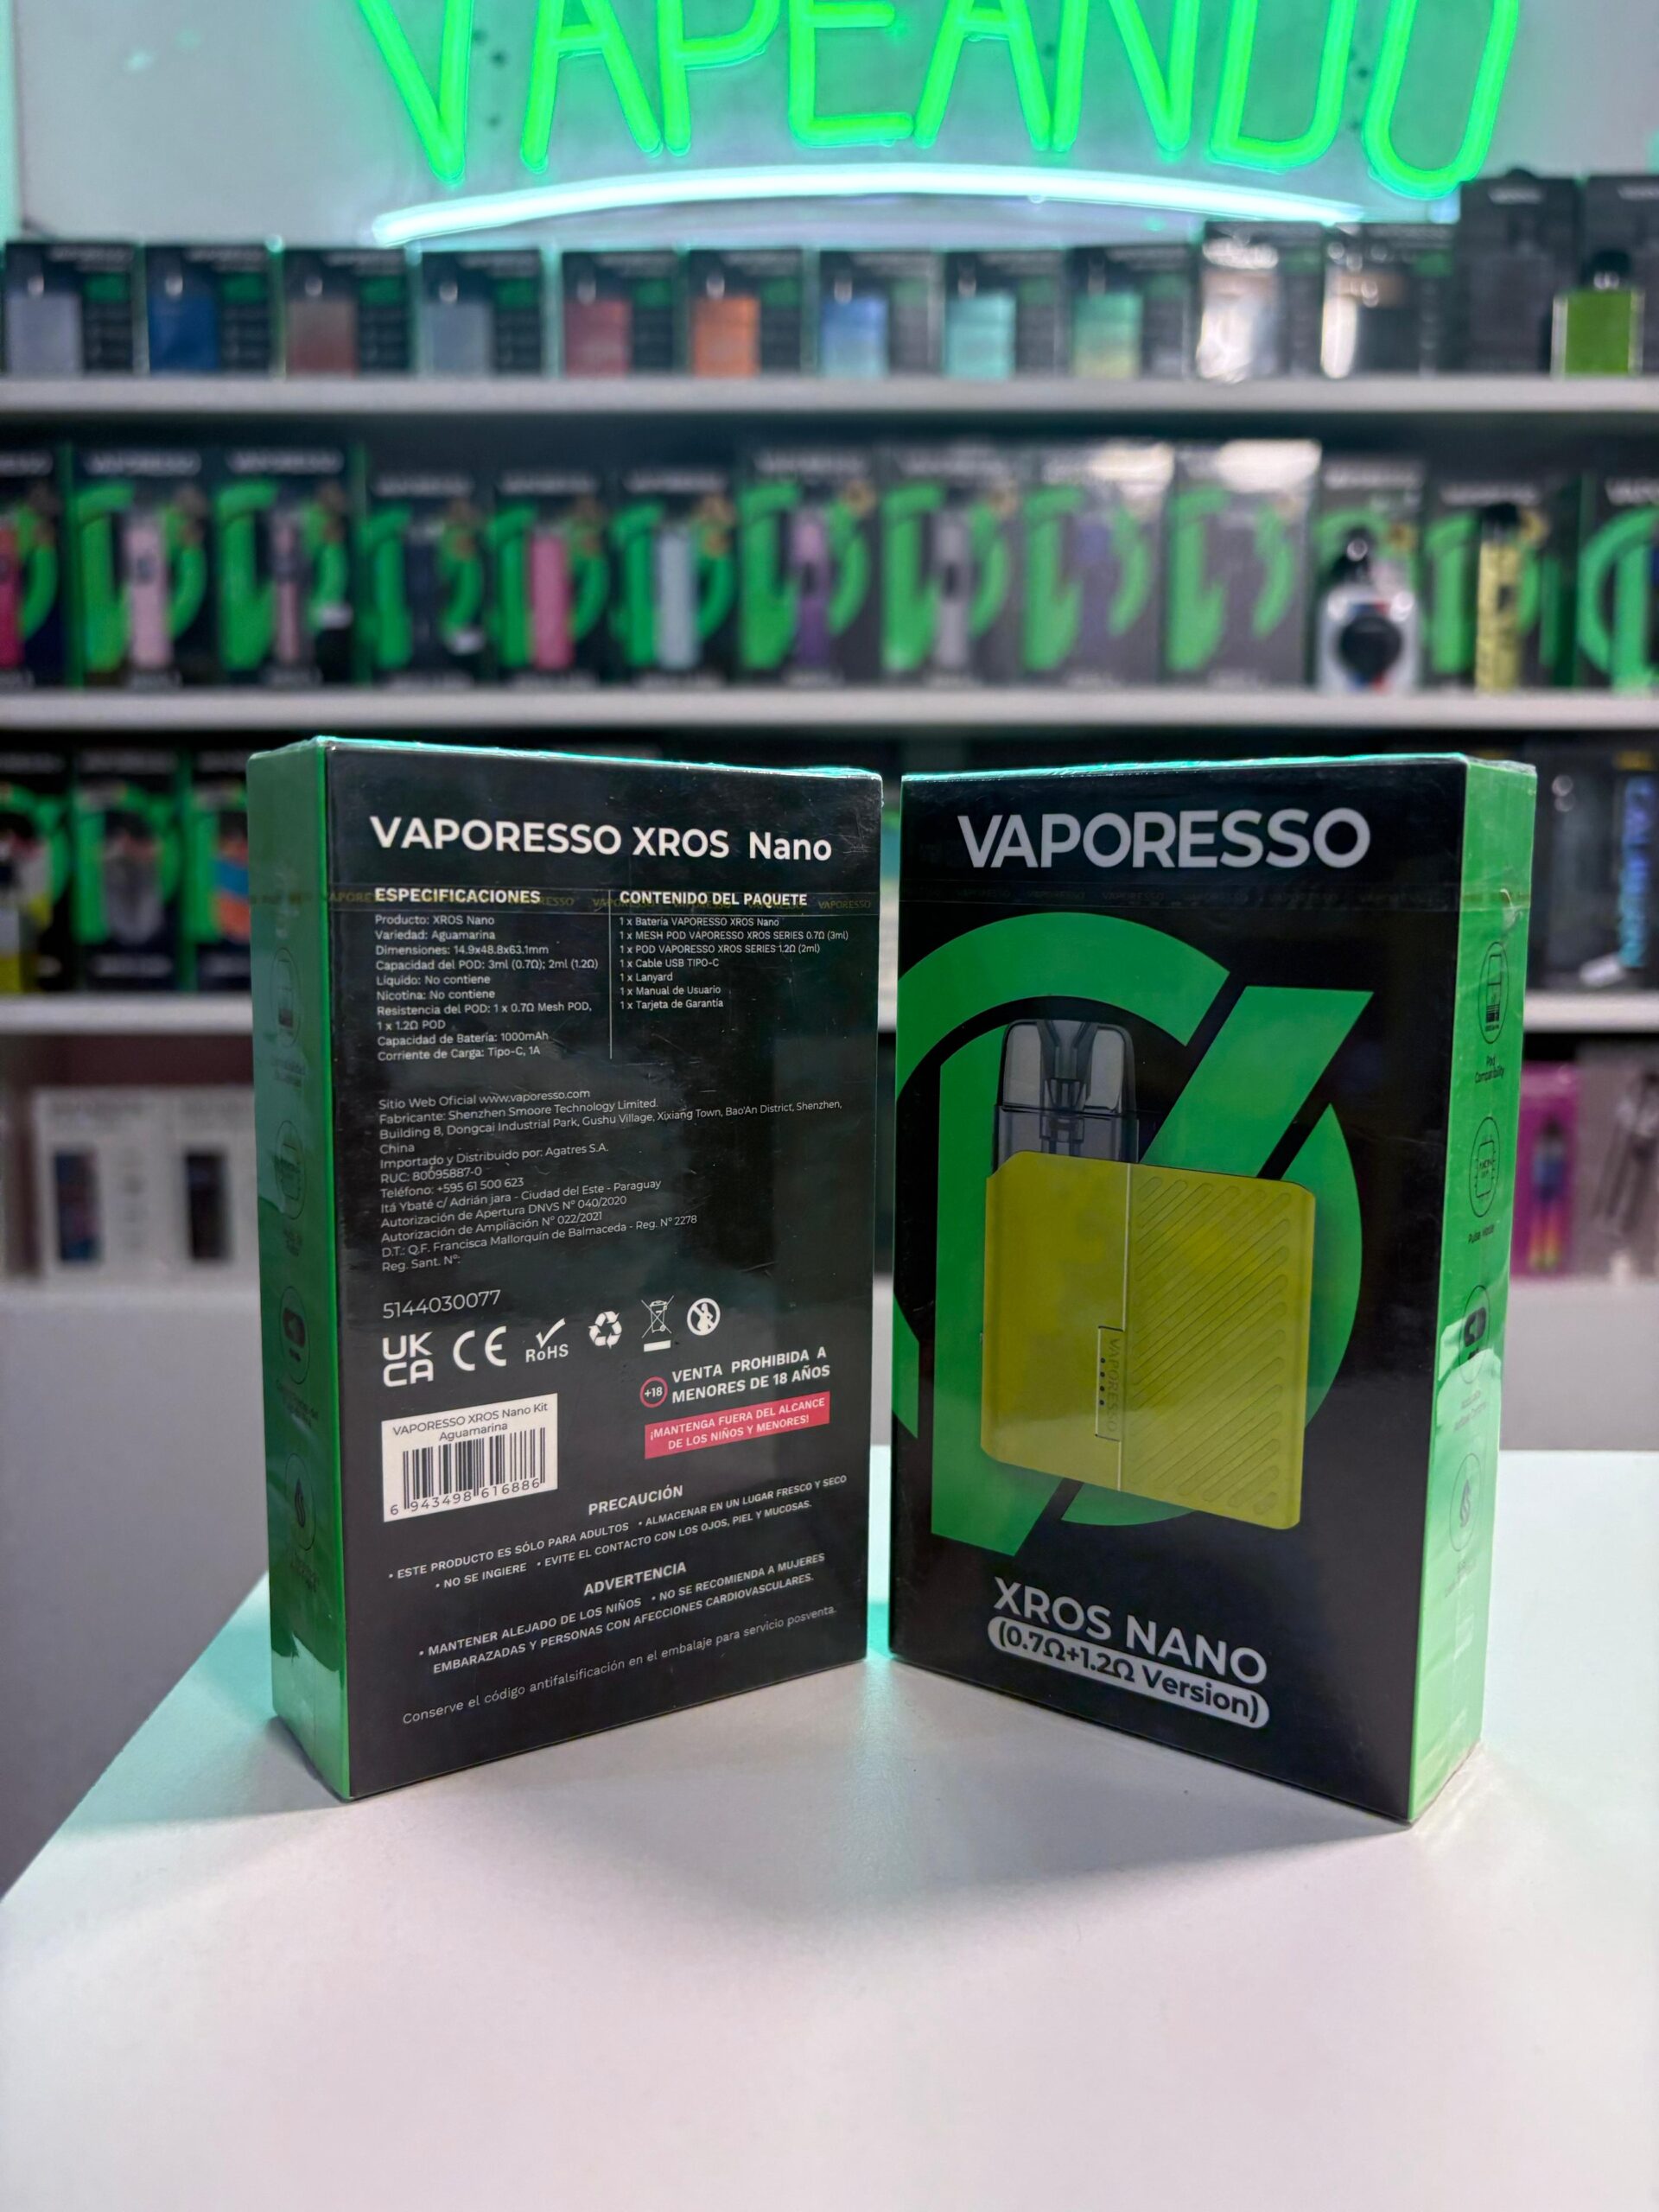 VAPEANDO
VAPORESSO XROS Nano
ESPECIFICACIONES
Producto: XROS Nano
Variedad: Aguamarina
Dimensiones: 14.9x48.8x63.1mm
Capacidad del POD: 3ml (0.7Ω); 2ml (1.2Ω)
Líquido: No contiene
Nicotina: No contiene
Resistencia del POD: 1 x 0.7Ω Mesh POD,
1 x 1.2Ω POD
Capacidad de Batería: 1000mAh
Corriente de Carga: Tipo-C, 1A
CONTENIDO DEL PAQUETE
1 x Batería VAPORESSO XROS Nano
1 x MESH POD VAPORESSO XROS SERIES 0.7Ω (3ml)
1 x POD VAPORESSO XROS SERIES 1.2Ω (2ml)
1 x Cable USB TIPO-C
1 x Lanyard
1 x Manual de Usuario
1 x Tarjeta de Garantía
Sitio Web Oficial www.vaporesso.com
Fabricante: Shenzhen Smoore Technology Limited.
Building 8, Dongcai Industrial Park, Gushu Village, Xixiang Town, Bao'An District, Shenzhen,
China
Importado y Distribuido por: Agatres S.A.
RUC: 80095887-0
Teléfono: +595 61 500 623
Itá Ybaté c/ Adrián jara - Ciudad del Este - Paraguay
Autorización de Apertura DNVS Nº 040/2020
Autorización de Ampliación Nº 022/2021
D.T.: Q.F. Francisca Mallorquín de Balmaceda - Reg. Nº 2278
Reg. Sant. Nº:
5144030077
UK
CA
CE
RoHS
+18
VENTA PROHIBIDA A
MENORES DE 18 AÑOS
¡MANTENGA FUERA DEL ALCANCE
DE LOS NIÑOS Y MENORES!
VAPORESSO XROS Nano Kit
Aguamarina
6 943498 616886
PRECAUCIÓN
• ESTE PRODUCTO ES SÓLO PARA ADULTOS • ALMACENAR EN UN LUGAR FRESCO Y SECO
• NO SE INGIERE • EVITE EL CONTACTO CON LOS OJOS, PIEL Y MUCOSAS.
ADVERTENCIA
• MANTENER ALEJADO DE LOS NIÑOS • NO SE RECOMIENDA A MUJERES
EMBARAZADAS Y PERSONAS CON AFECCIONES CARDIOVASCULARES.
Conserve el código antifalsificación en el embalaje para servicio posventa.
VAPORESSO
VAPORESSO
XROS NANO
(0.7Ω+1.2Ω Version)
Pod
Compatibility
Pulse Mode